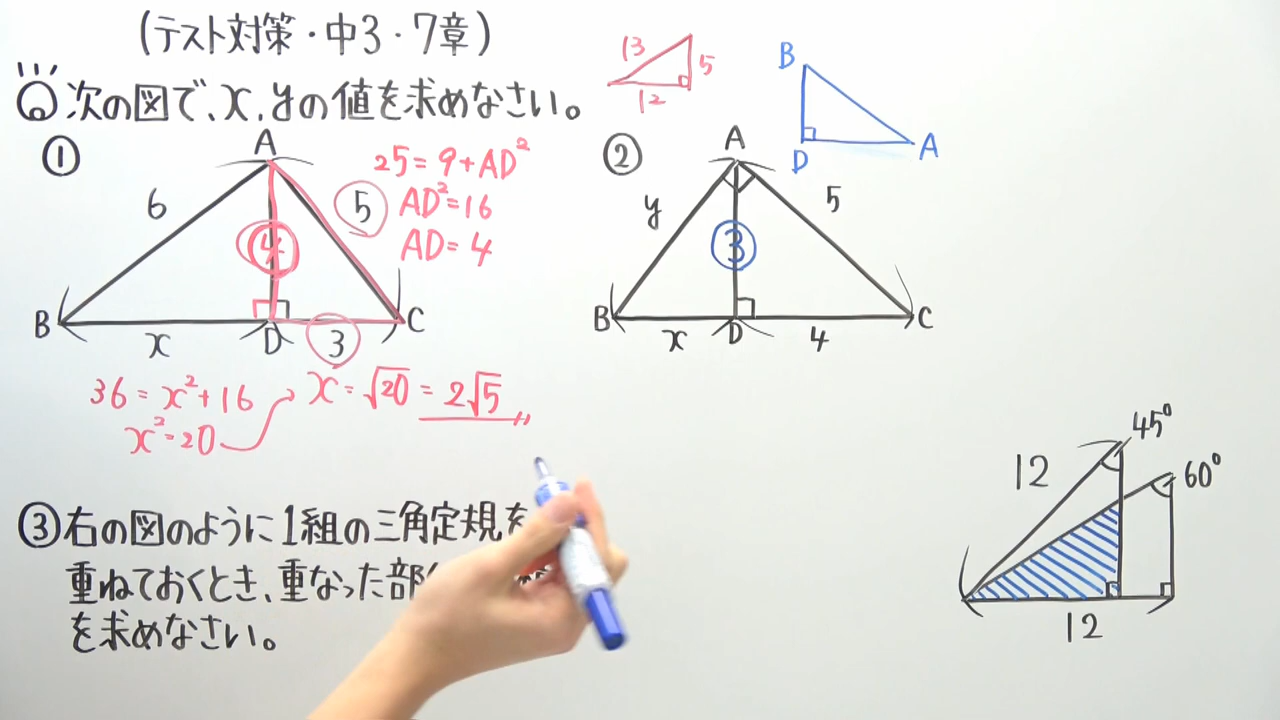 (テスト対策・中3・7章)
次の図で、x, yの値を求めなさい。
①
A
6
5
4
B
x
D
3
C
25 = 9 + AD²
AD² = 16
AD = 4
36 = x² + 16
x² = 20
x = √20 = 2√5
13
5
12
②
A
y
5
3
B
x
D
4
C
B
D
A
③右の図のように1組の三角定規を
重ねておくとき、重なった部
を求めなさい。
45°
60°
12
12